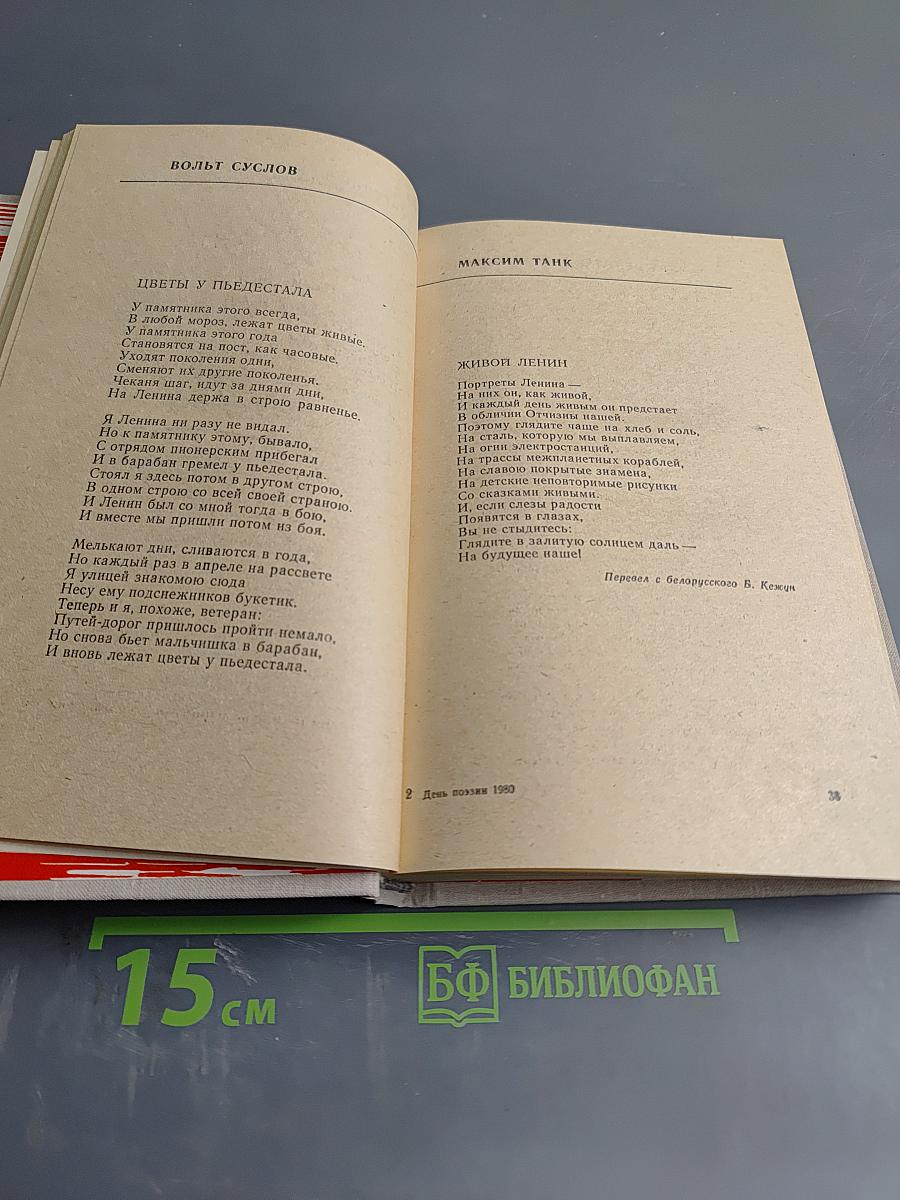 ВОЛЬТ СУСЛОВ
ЦВЕТЫ У ПЬЕДЕСТАЛА
У памятника этого всегда,
В любой мороз, лежат цветы живые.
У памятника этого года
Становятся на пост, как часовые.
Уходят поколения одни,
Сменяют их другие поколенья.
Чеканя шаг, идут за днями дни,
На Ленина держа в строю равненье.
Я Ленина ни разу не видал.
Но к памятнику этому, бывало,
С отрядом пионерским прибегал
И в барабан гремел у пьедестала.
Стоял я здесь потом в другом строю,
В одном строю со всей своей страною.
И Ленин был со мной тогда в бою,
И вместе мы пришли потом из боя.
Мелькают дни, сливаются в года,
Но каждый раз в апреле на рассвете
Я улицей знакомою сюда
Несу ему подснежников букетик.
Теперь и я, похоже, ветеран:
Путей-дорог пришлось пройти немало,
Но снова бьет мальчишка в барабан,
И вновь лежат цветы у пьедестала.
МАКСИМ ТАНК
ЖИВОЙ ЛЕНИН
Портреты Ленина —
На них он, как живой,
И каждый день живым он предстает
В обличии Отчизны нашей.
Поэтому глядите чаще на хлеб и соль,
На сталь, которую мы выплавляем,
На огни электростанций,
На трассы межпланетных кораблей,
На славою покрытые знамена,
На детские неповторимые рисунки
Со сказками живыми.
И, если слезы радости
Появятся в глазах,
Вы не стыдитесь:
Глядите в залитую солнцем даль —
На будущее наше!
Перевел с белорусского Б. Кежун
2 День поэзии 1980
15 см
БФ БИБЛИОФАН